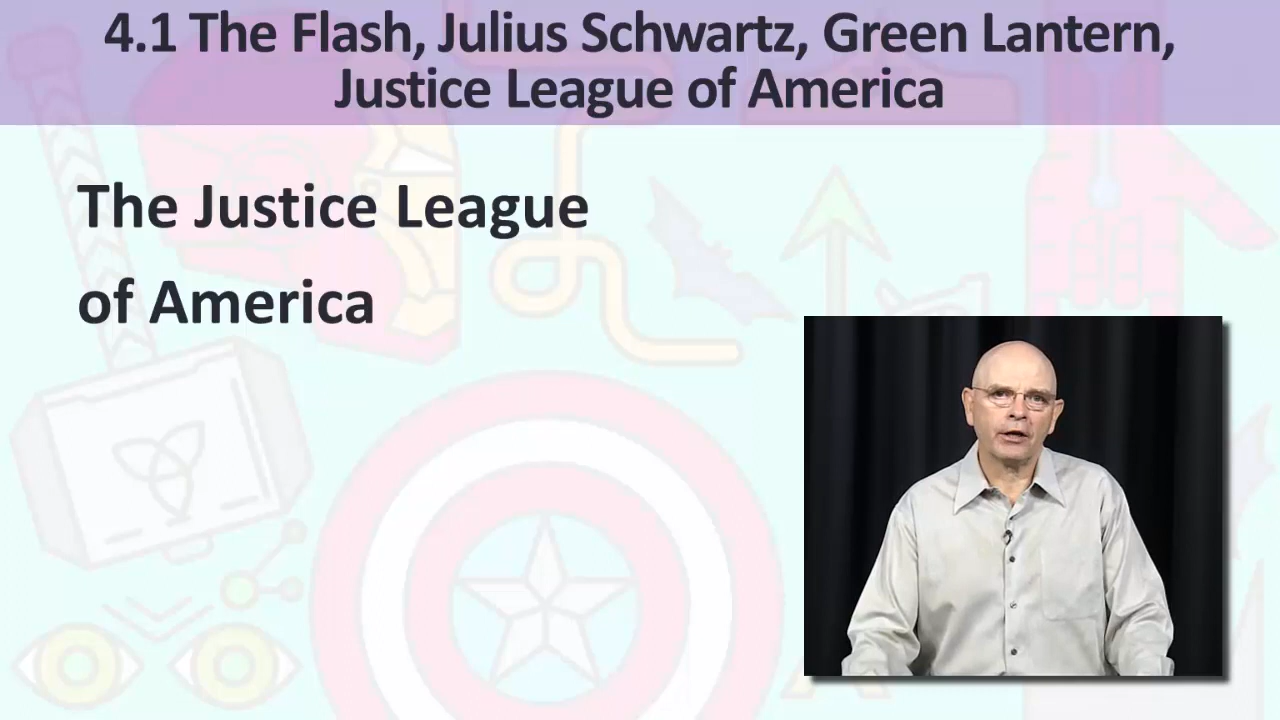 4.1 The Flash, Julius Schwartz, Green Lantern,
Justice League of America
The Justice League
of America